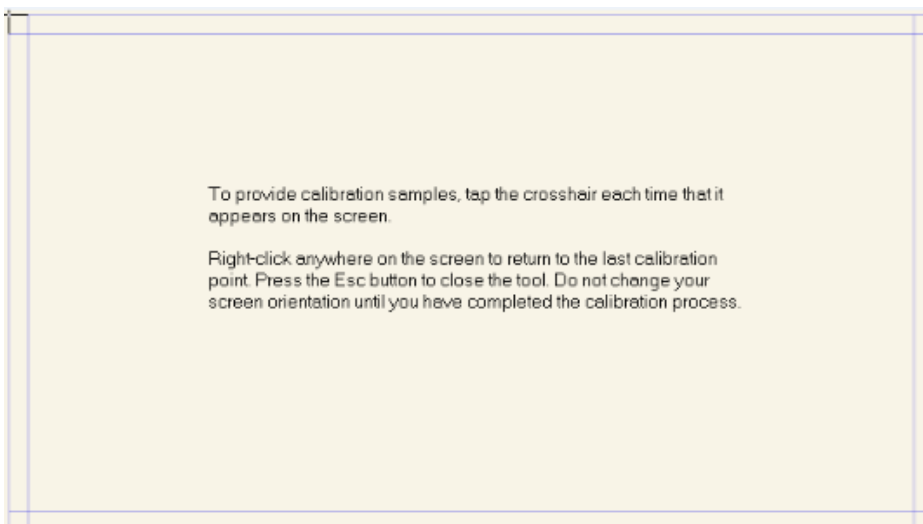 To provide calibration samples, tap the crosshair each time that it
appears on the screen.
Right-click anywhere on the screen to return to the last calibration
point. Press the Esc button to close the tool. Do not change your
screen orientation until you have completed the calibration process.